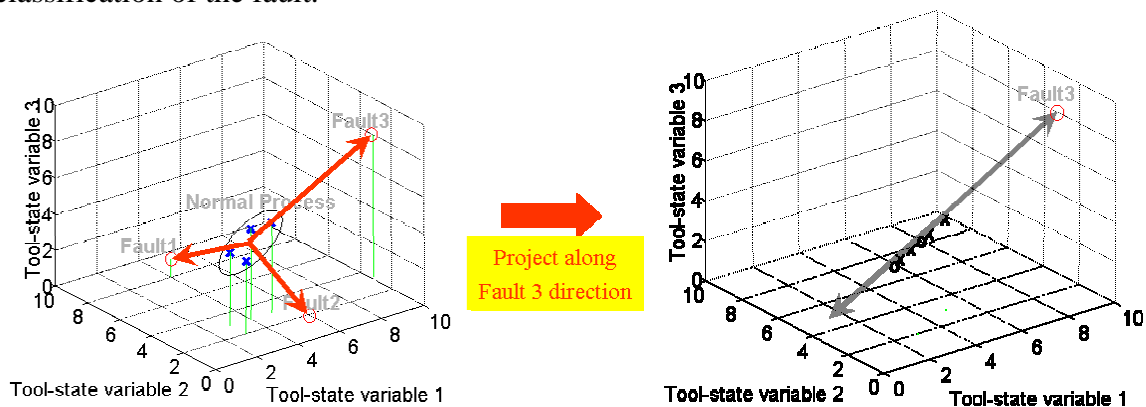 classification of the fault.
10
8
6
4
2
0
Tool-state variable 3
Fault3
Normal Process
Fault1
Fault2
10
8
6
4
2
0
Tool-state variable 2
0
2
4
6
8
10
Tool-state variable 1
Project along
Fault 3 direction
10
8
6
4
2
0
Tool-state variable 3
Fault3
10
8
6
4
2
0
Tool-state variable 2
0
2
4
6
8
10
Tool-state variable 1